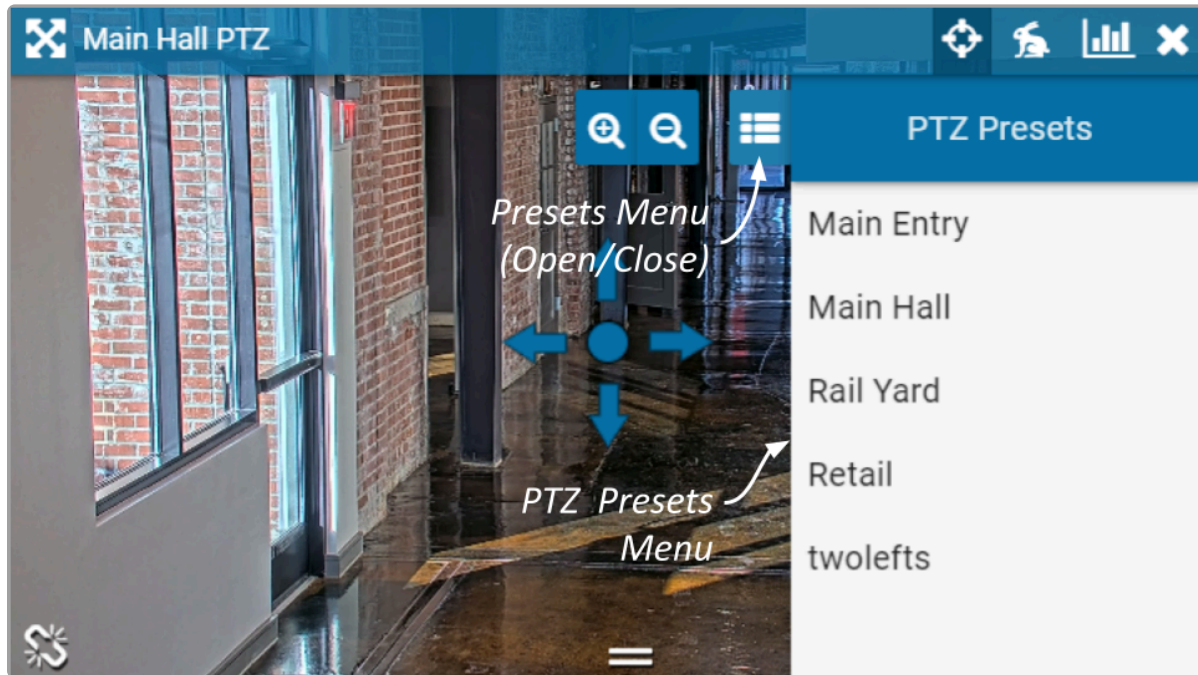 Main Hall PTZ
PTZ Presets
Presets Menu
(Open/Close)
Main Entry
Main Hall
Rail Yard
Retail
PTZ Presets
Menu
twolefts